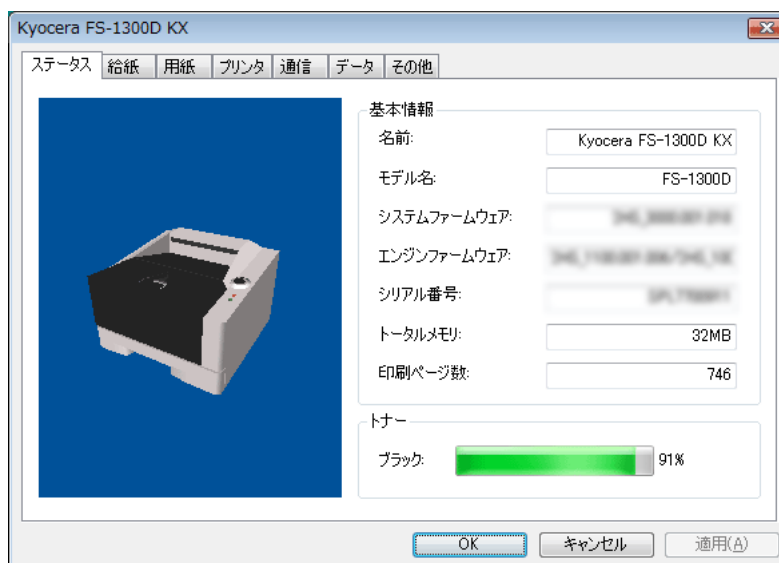 Kyocera FS-1300D KX
ステータス 給紙 用紙 プリンタ 通信 データ その他
基本情報
名前: Kyocera FS-1300D KX
モデル名: FS-1300D
システムファームウェア:
エンジンファームウェア:
シリアル番号:
トータルメモリ: 32MB
印刷ページ数: 746
トナー
ブラック: 91%
OK キャンセル 適用(A)